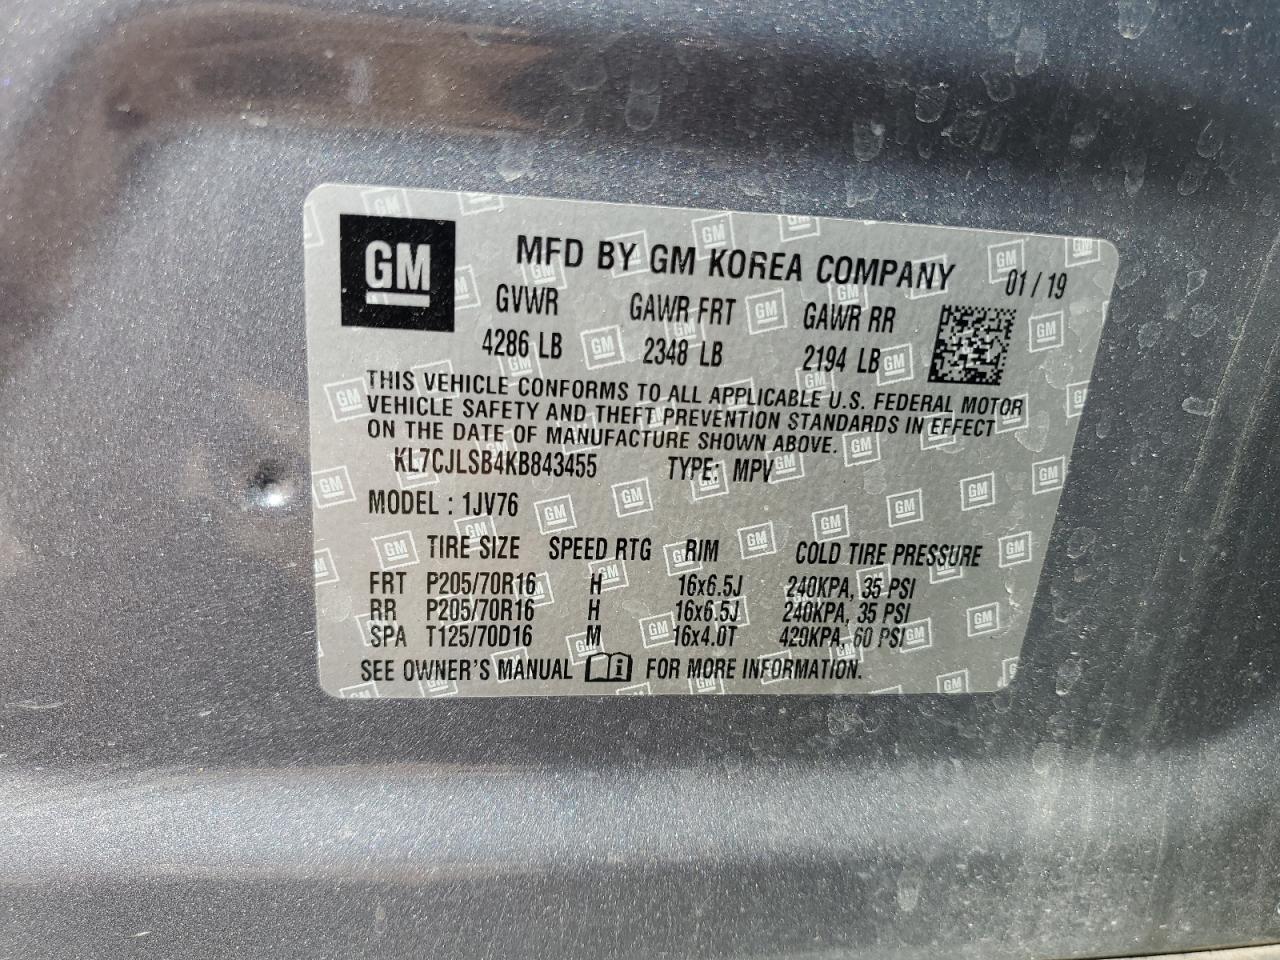 GM
MFD BY GM KOREA COMPANY 01 / 19
GVWR GAWR FRT GAWR RR
4286 LB 2348 LB 2194 LB
THIS VEHICLE CONFORMS TO ALL APPLICABLE U.S. FEDERAL MOTOR
VEHICLE SAFETY AND THEFT PREVENTION STANDARDS IN EFFECT
ON THE DATE OF MANUFACTURE SHOWN ABOVE.
KL7CJLSB4KB843455 TYPE: MPV
MODEL : 1JV76
TIRE SIZE SPEED RTG RIM COLD TIRE PRESSURE
FRT P205/70R16 H 16x6.5J 240KPA, 35 PSI
RR P205/70R16 H 16x6.5J 240KPA, 35 PSI
SPA T125/70D16 M 16x4.0T 420KPA, 60 PSI
SEE OWNER'S MANUAL FOR MORE INFORMATION.